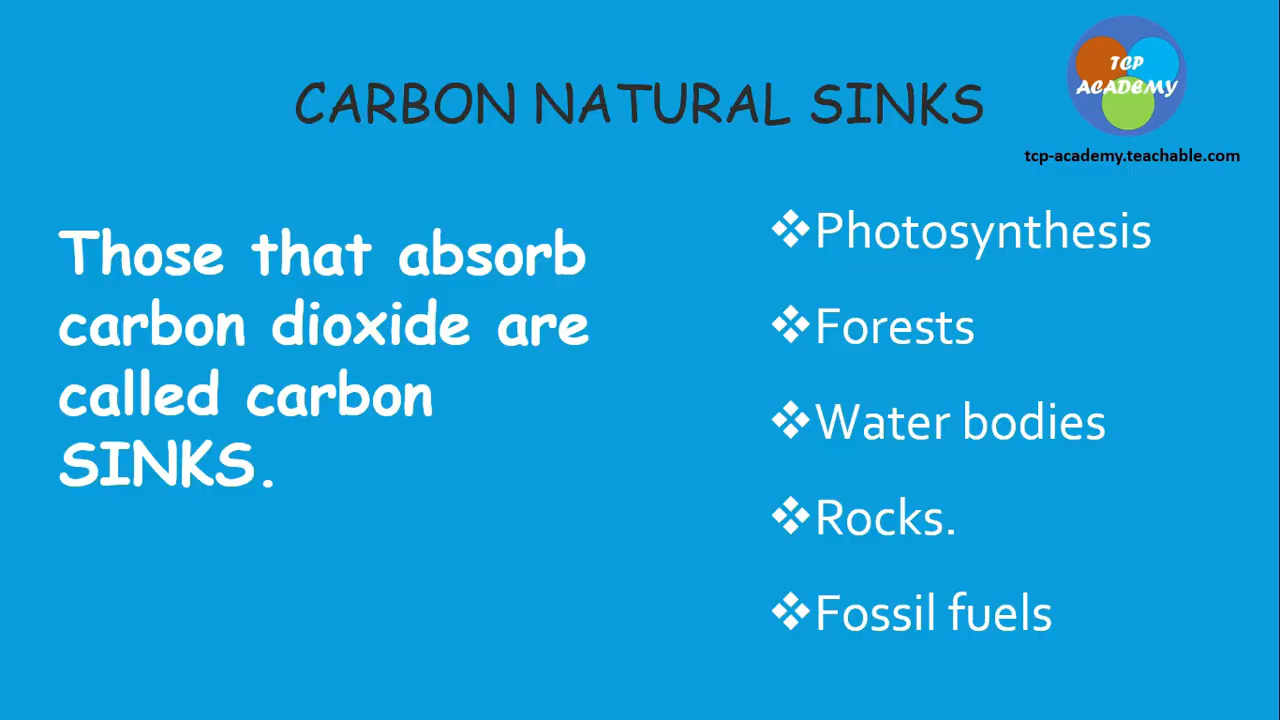 CARBON NATURAL SINKS
TCP
ACADEMY
tcp-academy.teachable.com
Those that absorb
carbon dioxide are
called carbon
SINKS.
❖Photosynthesis
❖Forests
❖Water bodies
❖Rocks.
❖Fossil fuels